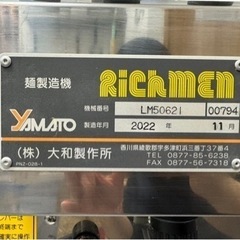 麺製造機 RiCHMEN
機械番号 LM50621 00794
YAMATO 製造年月 2022 年 11 月
(株)大和製作所
香川県綾歌郡宇多津町浜三番丁37番4
TEL 0877-85-6238
FAX 0877-56-7318
PNZ-028-1